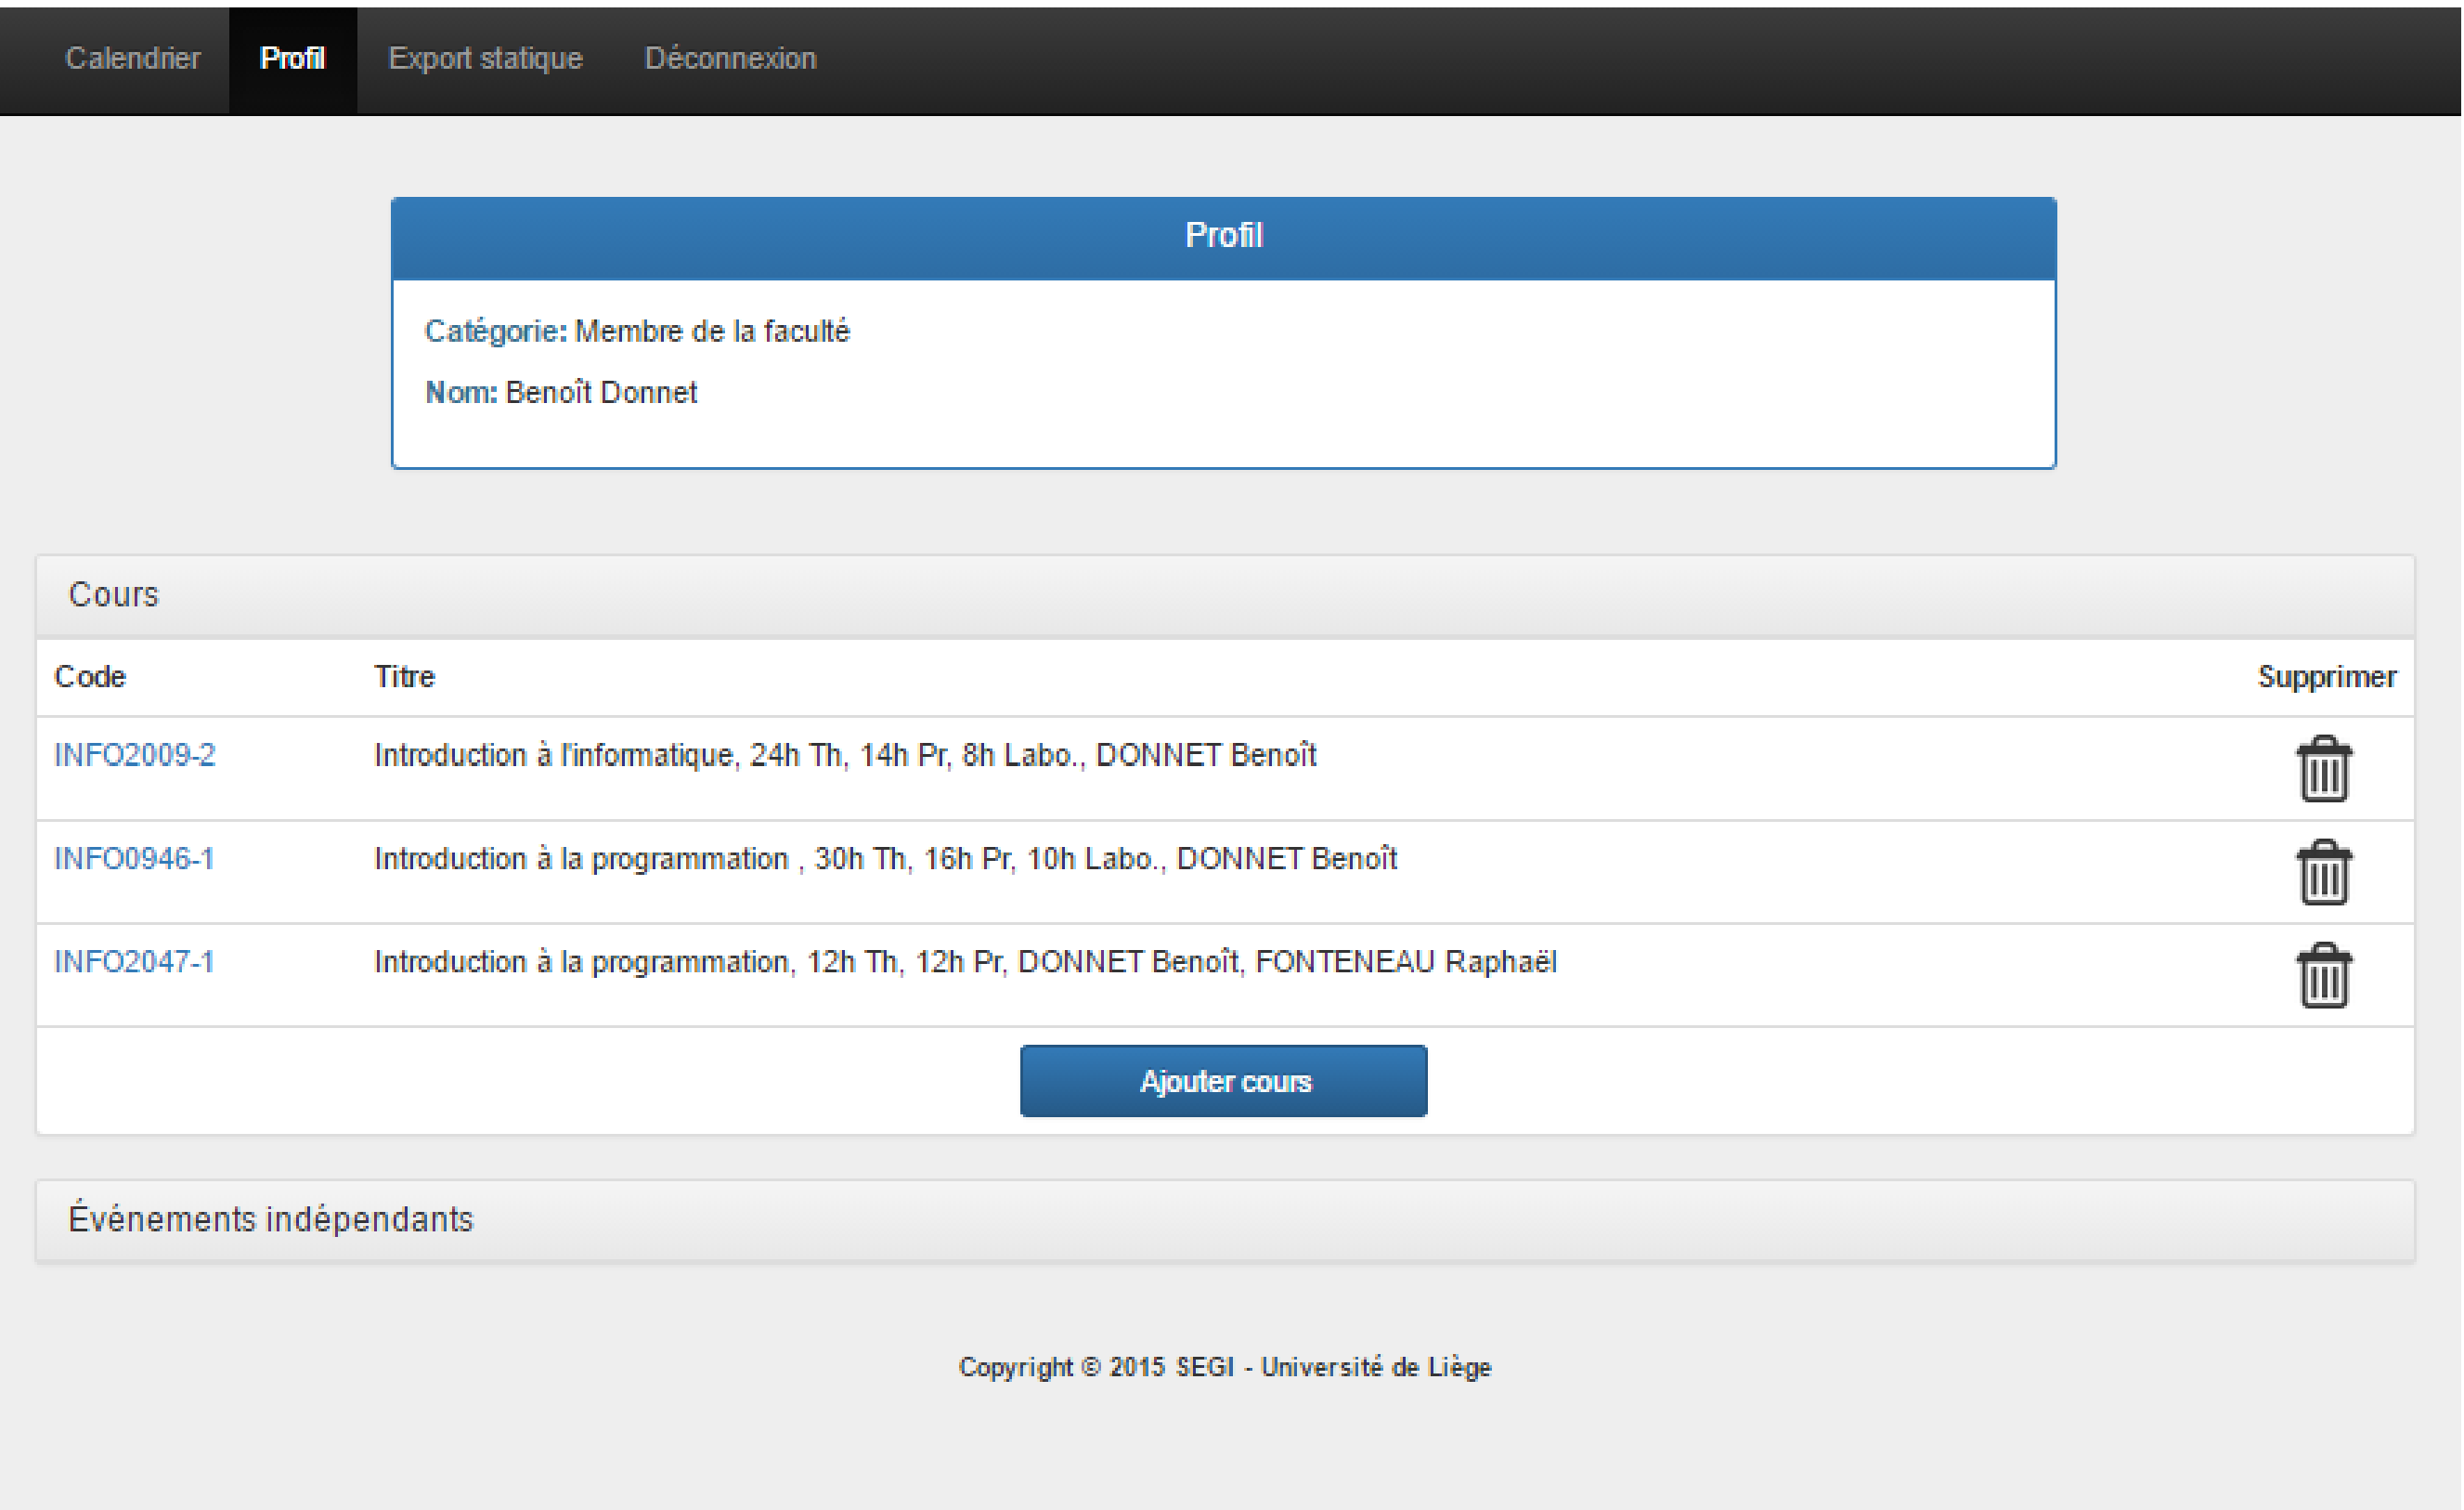 Calendrier Profil Export statique Déconnexion
Profil
Catégorie: Membre de la faculté
Nom: Benoît Donnet
Cours
Code Titre Supprimer
INFO2009-2 Introduction à l'informatique, 24h Th, 14h Pr, 8h Labo., DONNET Benoît
INFO0946-1 Introduction à la programmation , 30h Th, 16h Pr, 10h Labo., DONNET Benoît
INFO2047-1 Introduction à la programmation, 12h Th, 12h Pr, DONNET Benoît, FONTENEAU Raphaël
Ajouter cours
Événements indépendants
Copyright © 2015 SEGI - Université de Liège